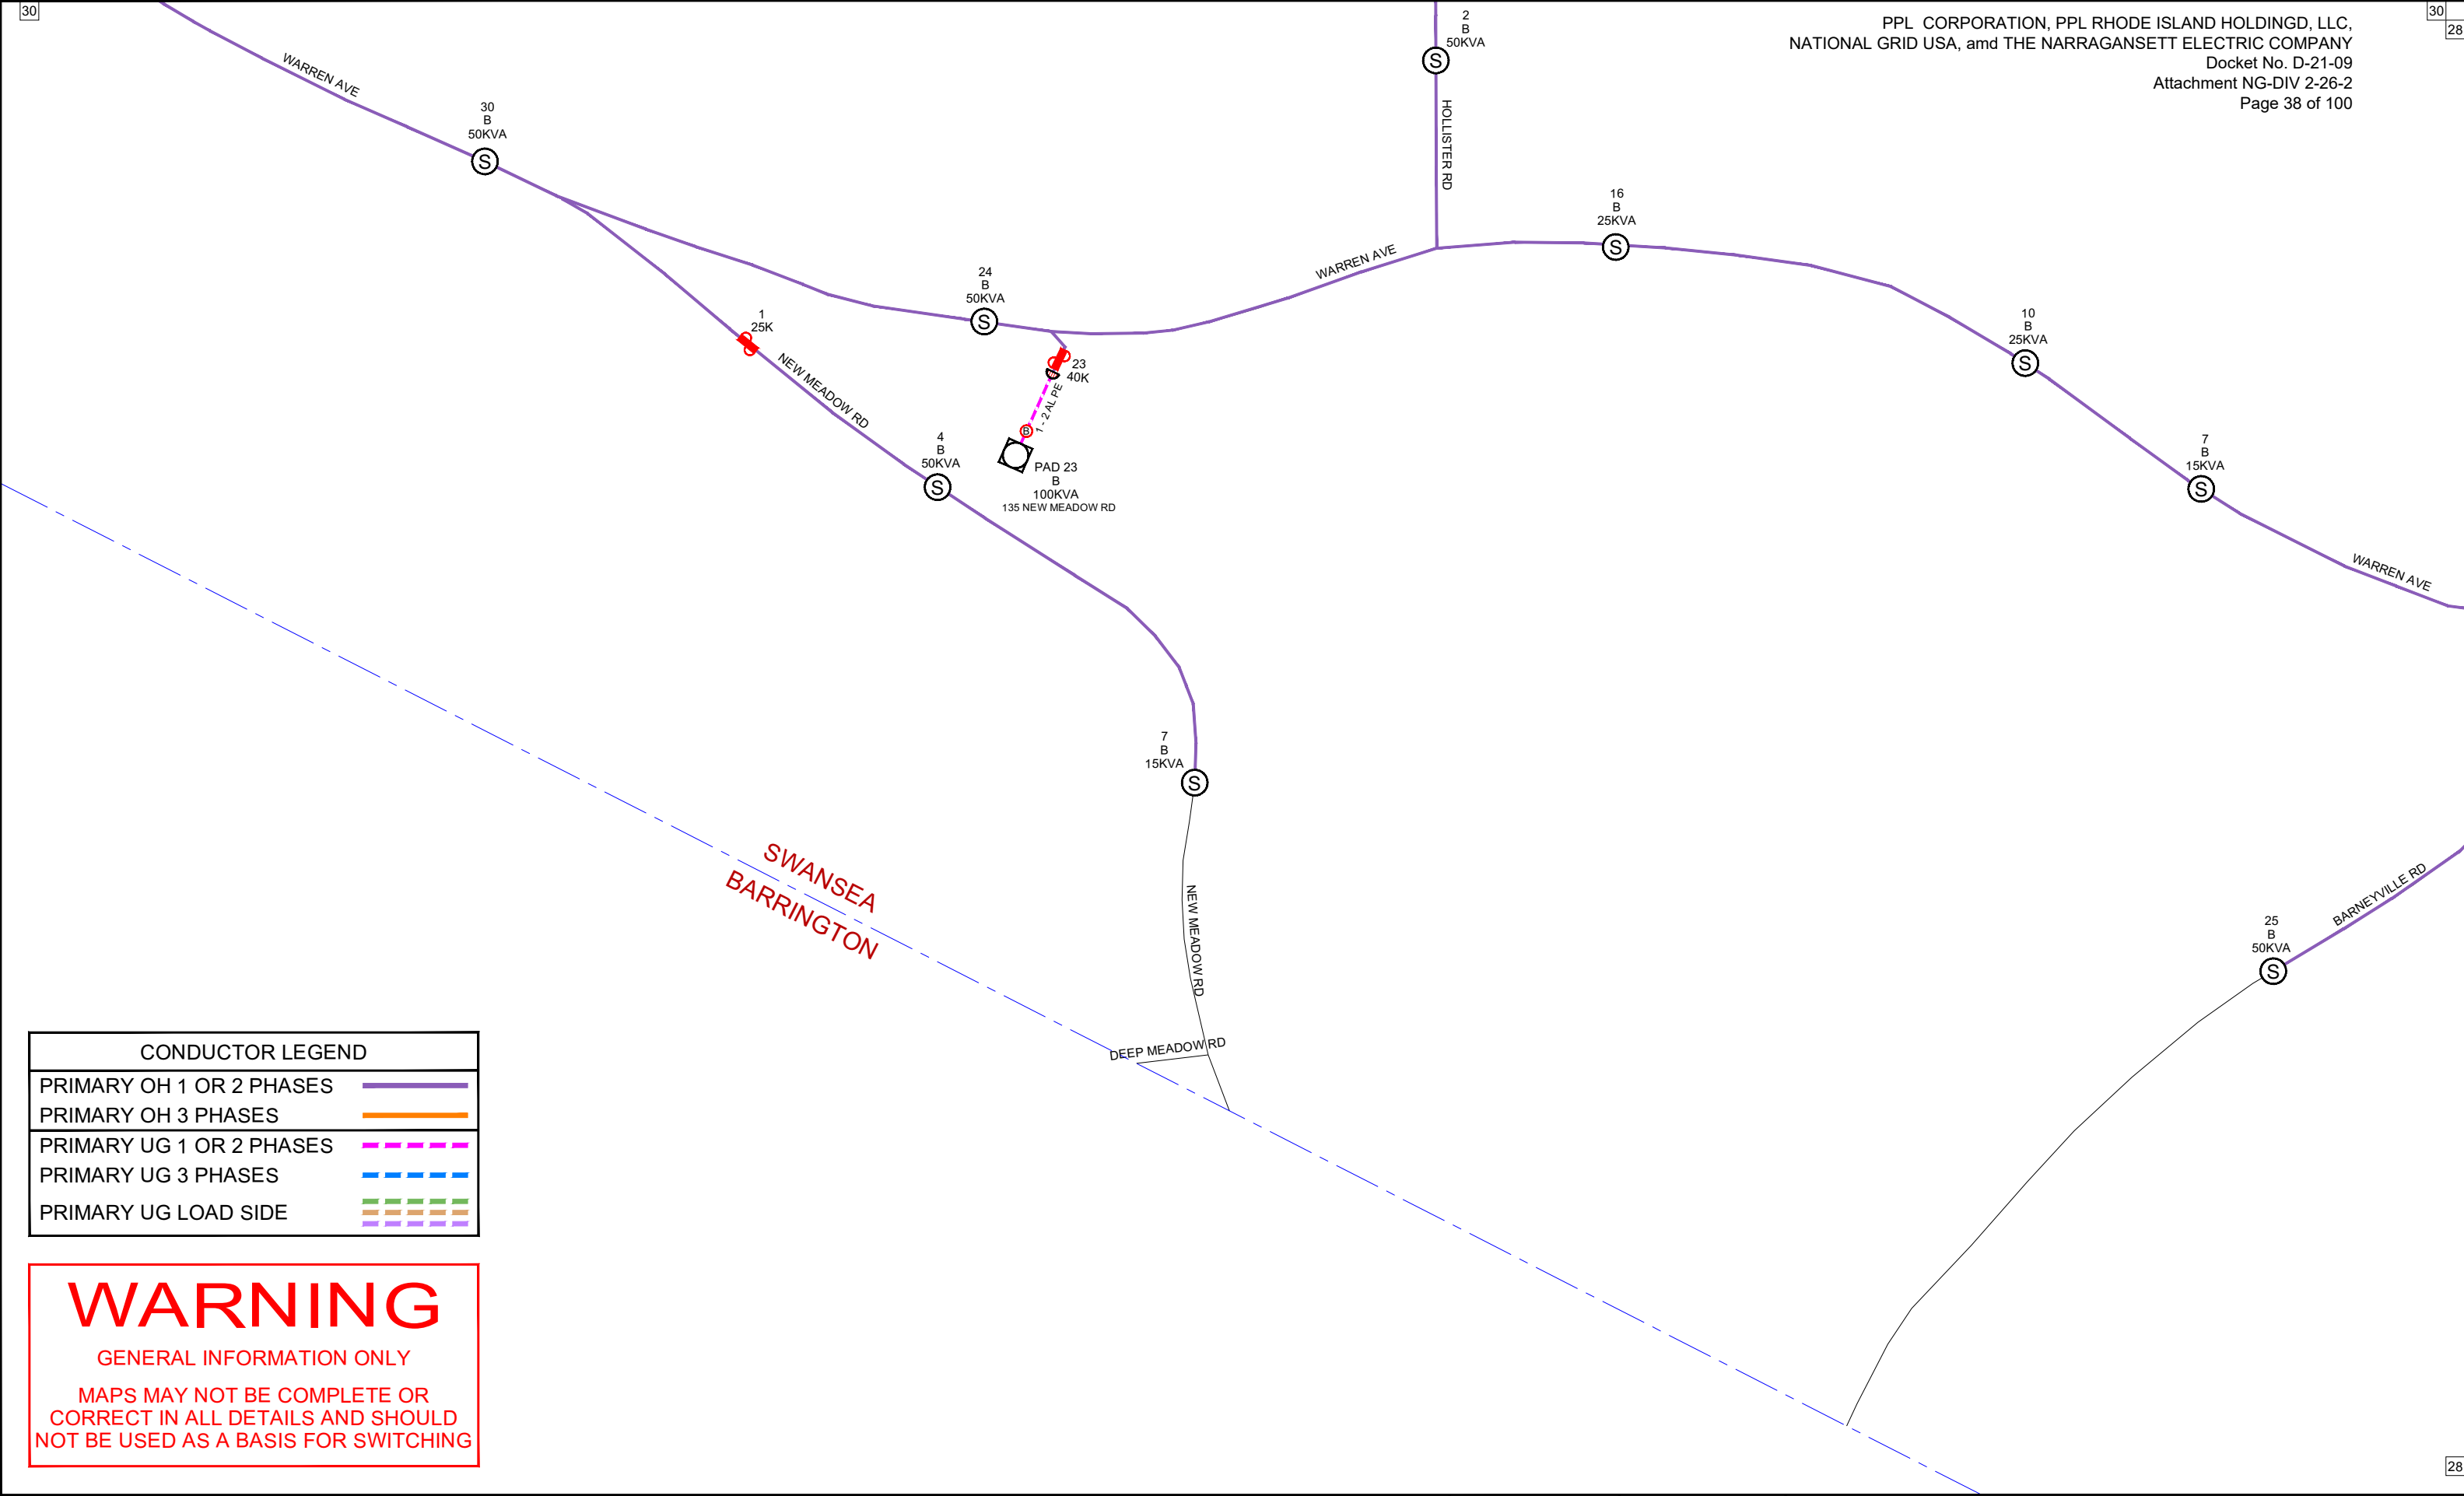 30
30
28
PPL  CORPORATION, PPL RHODE ISLAND HOLDINGD, LLC,
NATIONAL GRID USA, amd THE NARRAGANSETT ELECTRIC COMPANY
Docket No. D-21-09
Attachment NG-DIV 2-26-2
Page 38 of 100
2
B
50KVA
S
WARREN AVE
30
B
50KVA
S
HOLLISTER RD
16
B
25KVA
S
WARREN AVE
24
B
50KVA
S
1
25K
NEW MEADOW RD
23
40K
1 - 2 AL PE
B
PAD 23
B
100KVA
135 NEW MEADOW RD
10
B
25KVA
S
4
B
50KVA
S
7
B
15KVA
S
WARREN AVE
7
B
15KVA
S
SWANSEA
BARRINGTON
NEW MEADOW RD
DEEP MEADOW RD
BARNEYVILLE RD
25
B
50KVA
S
CONDUCTOR LEGEND
PRIMARY OH 1 OR 2 PHASES
PRIMARY OH 3 PHASES
PRIMARY UG 1 OR 2 PHASES
PRIMARY UG 3 PHASES
PRIMARY UG LOAD SIDE
WARNING
GENERAL INFORMATION ONLY
MAPS MAY NOT BE COMPLETE OR
CORRECT IN ALL DETAILS AND SHOULD
NOT BE USED AS A BASIS FOR SWITCHING
28